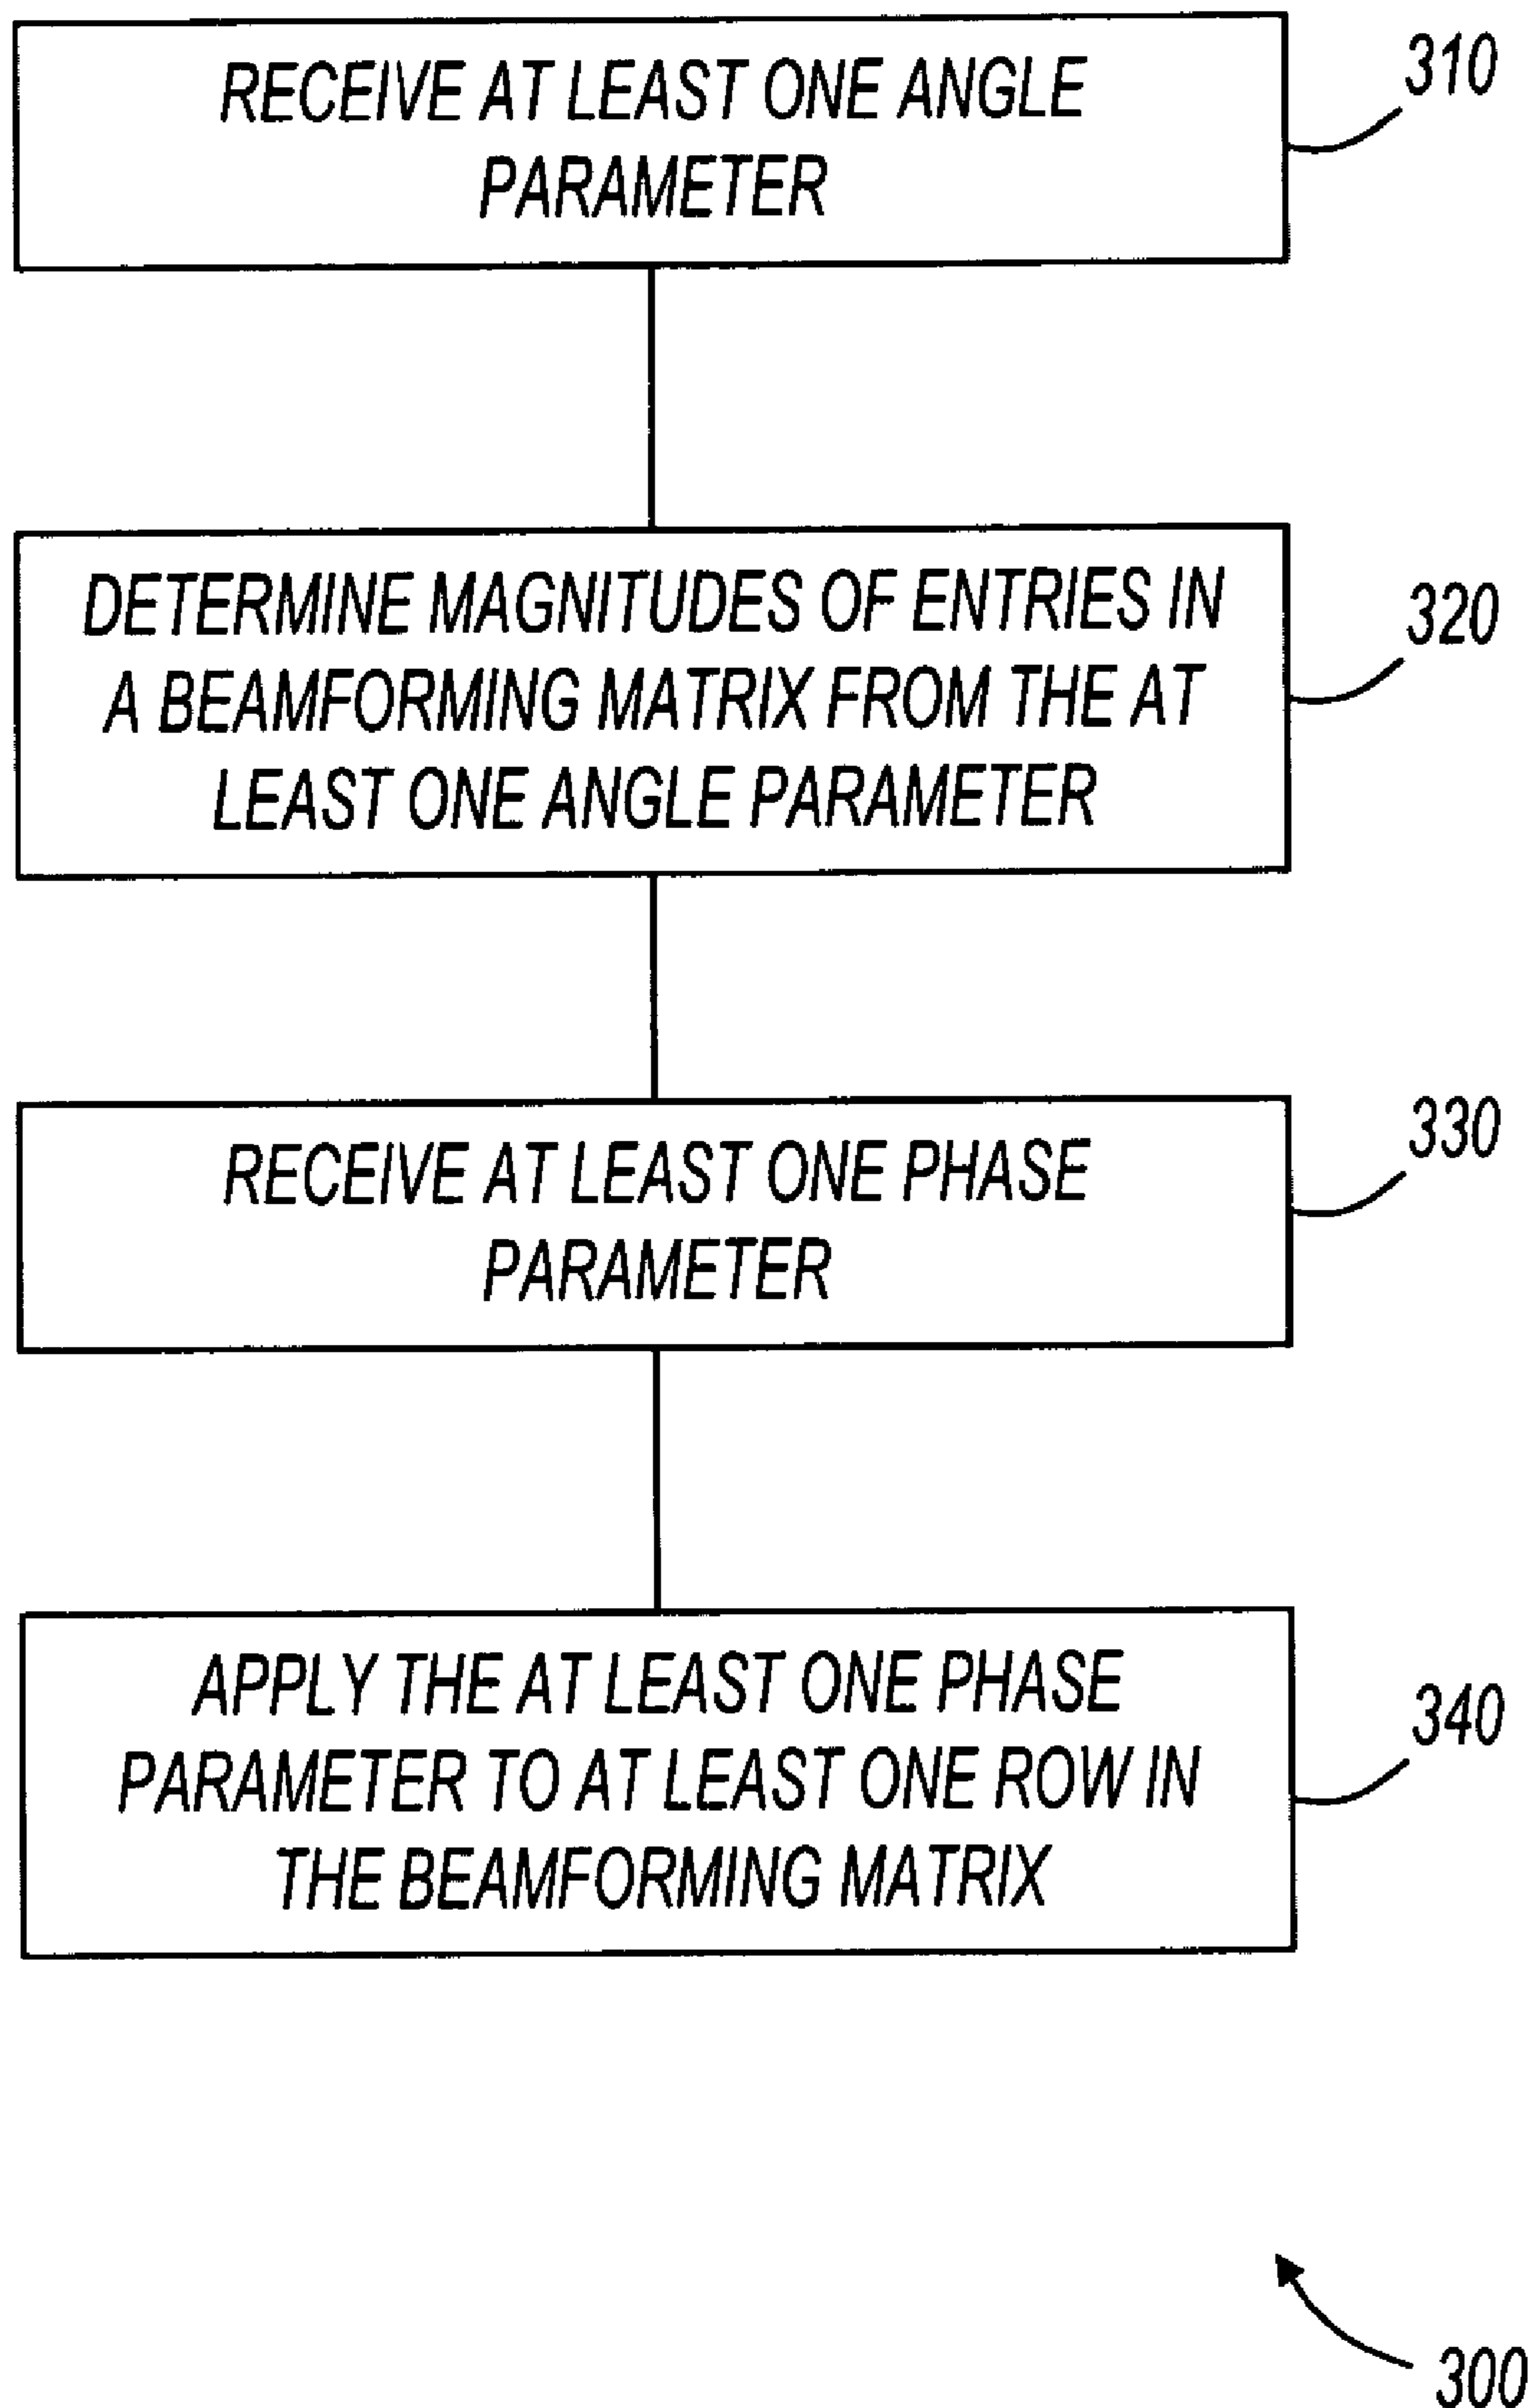 RECEIVE AT LEAST ONE ANGLE
PARAMETER
310
DETERMINE MAGNITUDES OF ENTRIES IN
A BEAMFORMING MATRIX FROM THE AT
LEAST ONE ANGLE PARAMETER
320
RECEIVE AT LEAST ONE PHASE
PARAMETER
330
APPLY THE AT LEAST ONE PHASE
PARAMETER TO AT LEAST ONE ROW IN
THE BEAMFORMING MATRIX
340
300